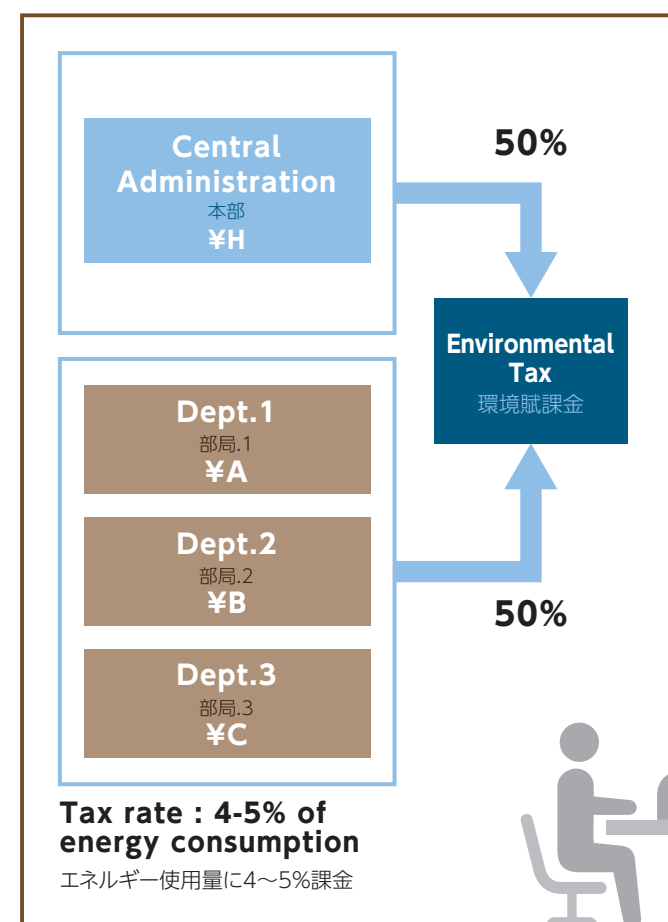 Central
Administration
本部
¥H
50%
Environmental
Tax
環境賦課金
Dept.1
部局.1
¥A
Dept.2
部局.2
¥B
50%
Dept.3
部局.3
¥C
Tax rate : 4-5% of
energy consumption
エネルギー使用量に4〜5%課金